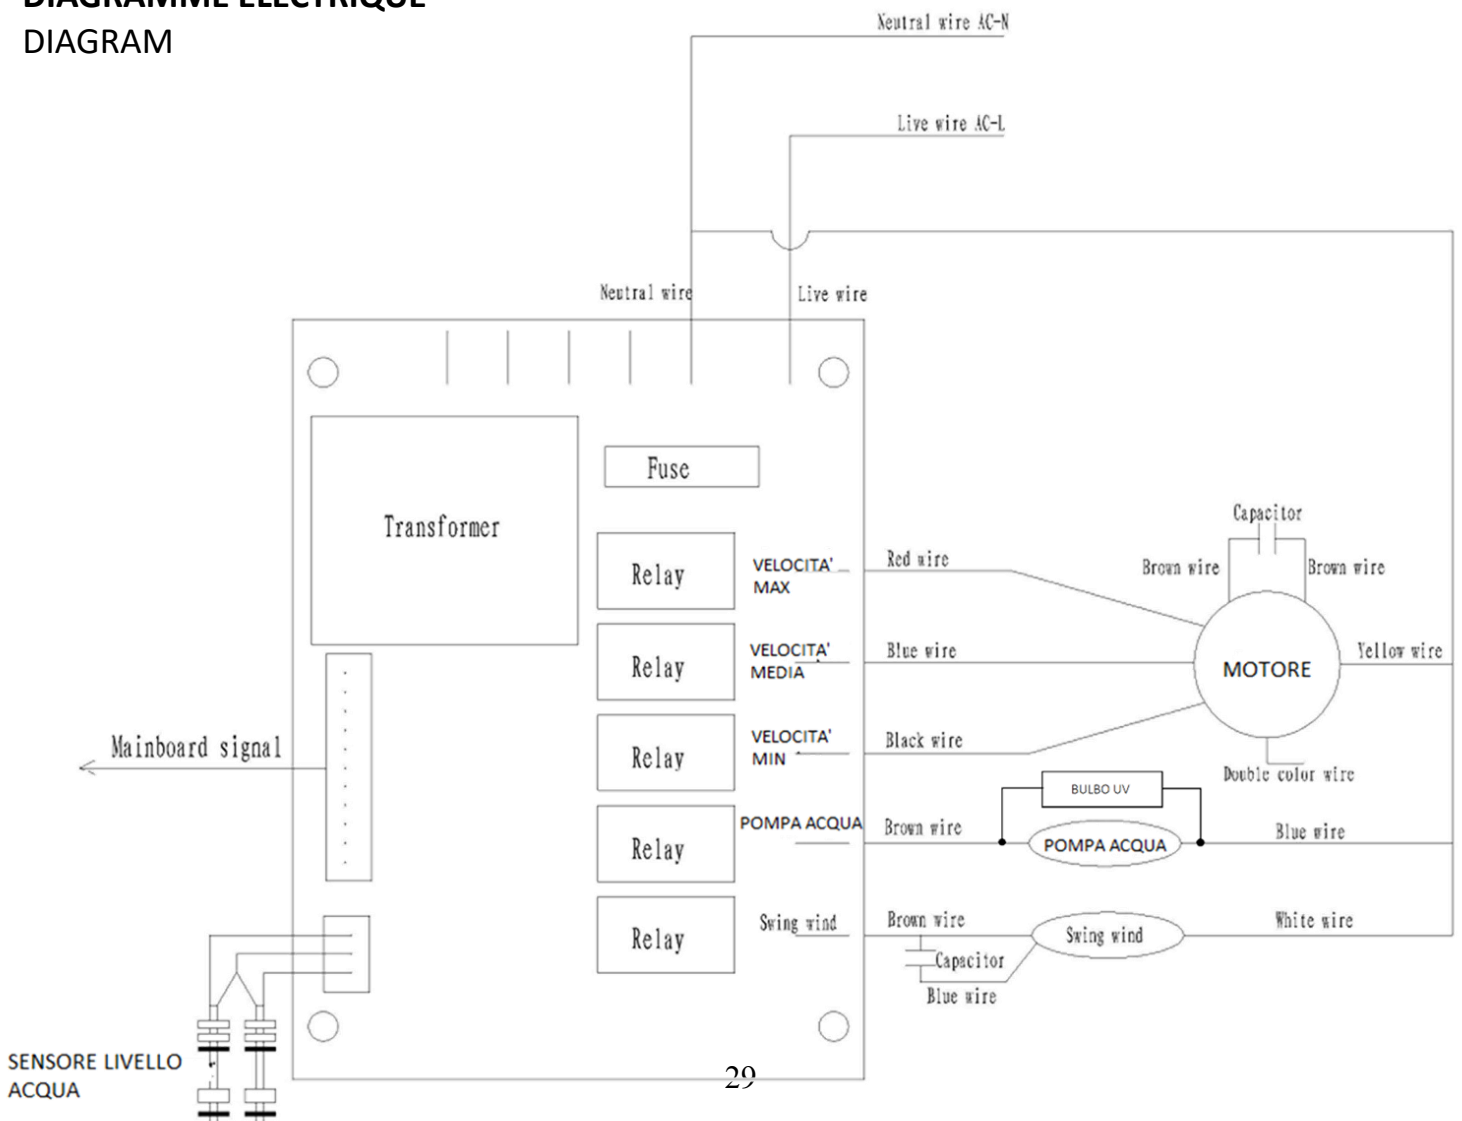 DIAGRAMME ELECTRIQUE
DIAGRAM
Neutral wire AC-N
Live wire AC-L
Neutral wire
Live wire
Fuse
Transformer
Capacitor
Brown wire
Brown wire
Relay
VELOCITA'
MAX
Red wire
Relay
VELOCITA'
MEDIA
Blue wire
MOTORE
Yellow wire
Mainboard signal
Relay
VELOCITA'
MIN
Black wire
Double color wire
BULBO UV
Relay
POMPA ACQUA
Brown wire
POMPA ACQUA
Blue wire
Relay
Swing wind
Brown wire
Swing wind
White wire
Capacitor
Blue wire
SENSORE LIVELLO
ACQUA
29